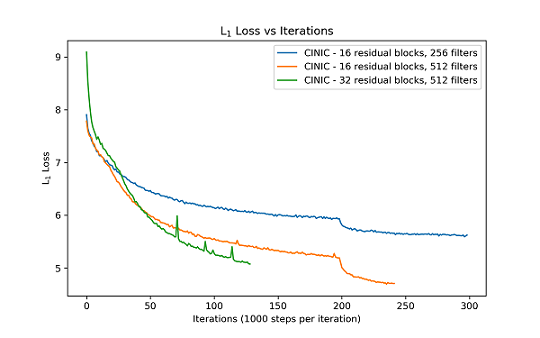 L₁ Loss vs Iterations
CINIC - 16 residual blocks, 256 filters
CINIC - 16 residual blocks, 512 filters
CINIC - 32 residual blocks, 512 filters
L₁ Loss
9
8
7
6
5
0 50 100 150 200 250 300
Iterations (1000 steps per iteration)